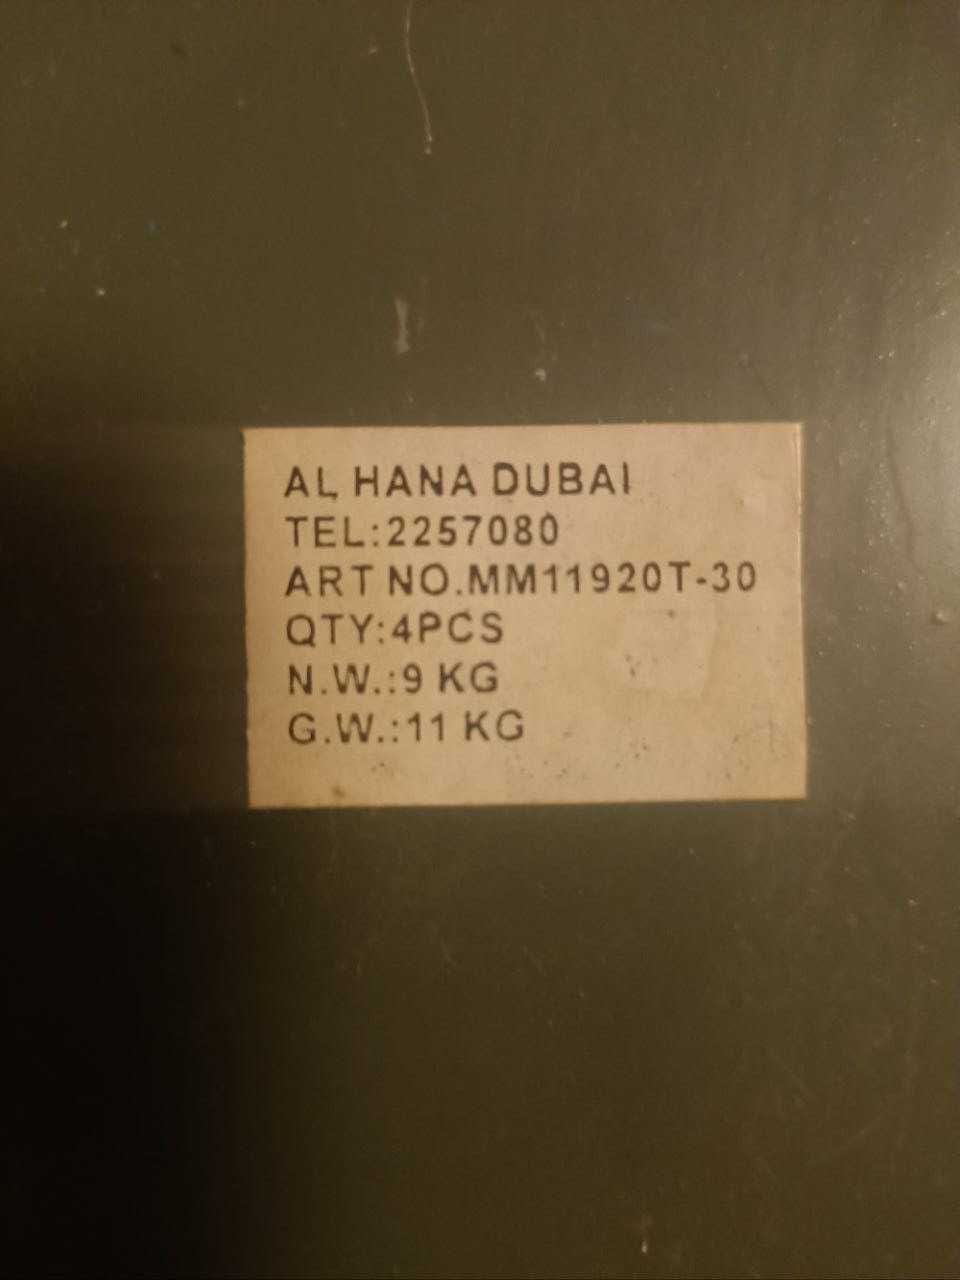 AL HANA DUBAI
TEL:2257080
ART NO.MM11920T-30
QTY:4PCS
N.W.:9 KG
G.W.:11 KG